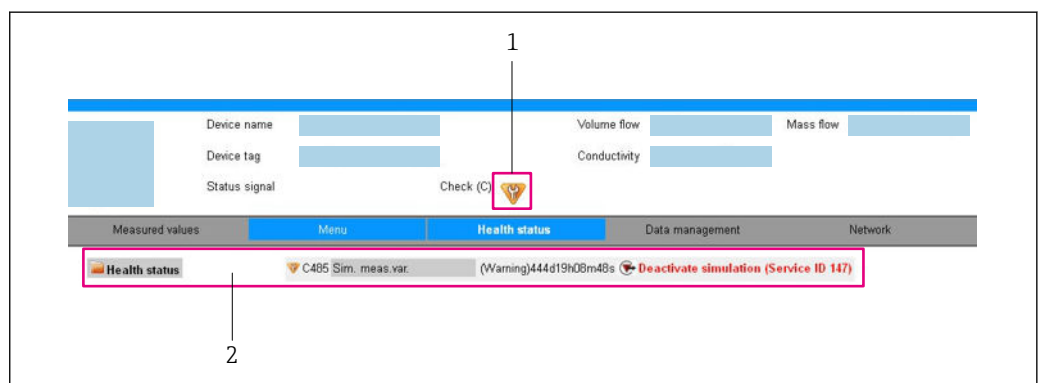 1
Device name Volume flow Mass flow
Device tag Conductivity
Status signal Check (C)
Measured values Menu Health status Data management Network
Health status C485 Sim. meas.var. (Warning)444d19h08m48s Deactivate simulation (Service ID 147)
2